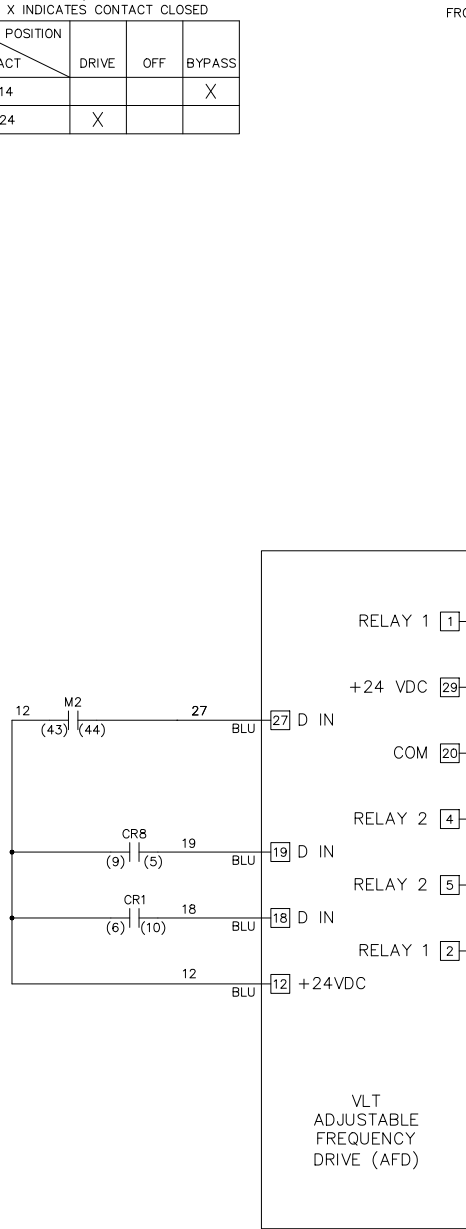 X INDICATES CONTACT CLOSED
POSITION
DRIVE OFF BYPASS
14 X
24 X
RELAY 1 1
+24 VDC 29
12 M2 (43) (44) 27 BLU 27 D IN
COM 20
RELAY 2 4
CR8 (9) (5) 19 BLU 19 D IN
RELAY 2 5
CR1 (6) (10) 18 BLU 18 D IN
RELAY 1 2
12 BLU 12 +24VDC
VLT
ADJUSTABLE
FREQUENCY
DRIVE (AFD)